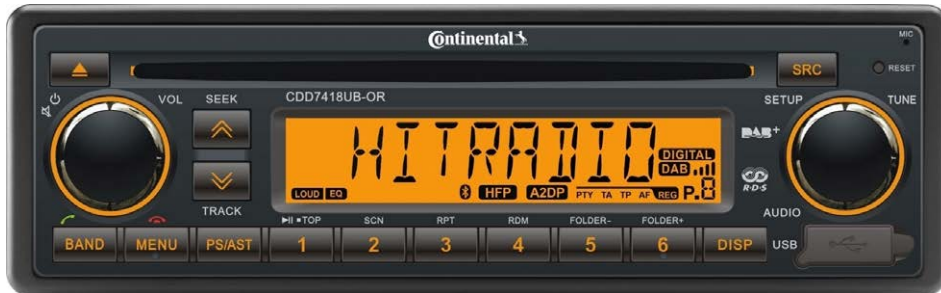 Continental
MIC
SRC
RESET
VOL SEEK CDD7418UB-OR SETUP TUNE
HITRADIO
DAB+
DIGITAL
DAB
R·D·S
LOUD EQ HFP A2DP PTY TA TP AF REG P.8
TRACK AUDIO
TOP SCN RPT RDM FOLDER- FOLDER+
BAND MENU PS/AST 1 2 3 4 5 6 DISP USB